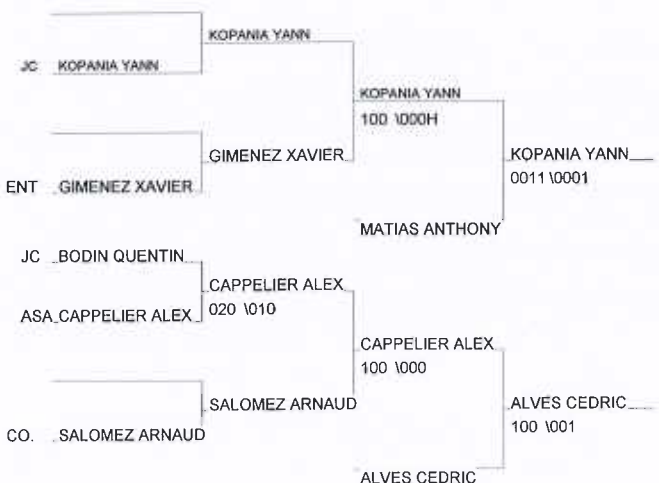 KOPANIA YANN
JC KOPANIA YANN
KOPANIA YANN
100 \000H
GIMENEZ XAVIER
KOPANIA YANN
0011 \0001
ENT GIMENEZ XAVIER
MATIAS ANTHONY
JC BODIN QUENTIN
CAPPELIER ALEX
020 \010
ASA CAPPELIER ALEX
CAPPELIER ALEX
100 \000
SALOMEZ ARNAUD
ALVES CEDRIC
100 \001
CO. SALOMEZ ARNAUD
ALVES CEDRIC